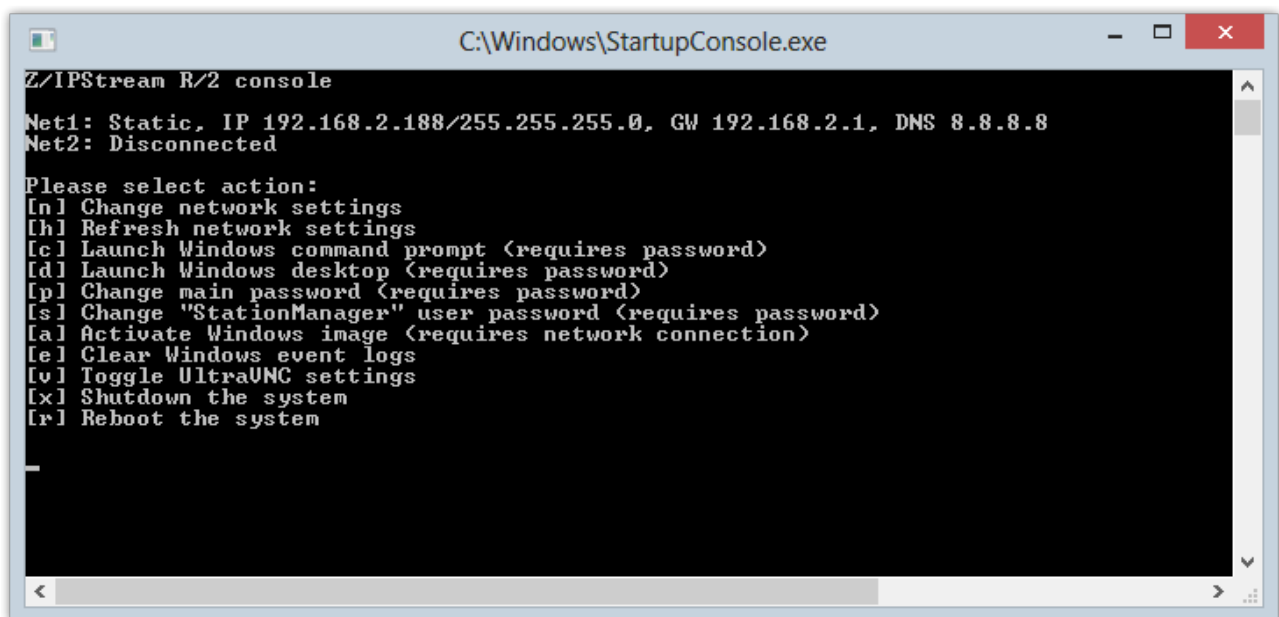 C:\Windows\StartupConsole.exe
Z/IPStream R/2 console
Net1: Static, IP 192.168.2.188/255.255.255.0, GW 192.168.2.1, DNS 8.8.8.8
Net2: Disconnected
Please select action:
[n] Change network settings
[h] Refresh network settings
[c] Launch Windows command prompt (requires password)
[d] Launch Windows desktop (requires password)
[p] Change main password (requires password)
[s] Change "StationManager" user password (requires password)
[a] Activate Windows image (requires network connection)
[e] Clear Windows event logs
[v] Toggle UltraVNC settings
[x] Shutdown the system
[r] Reboot the system